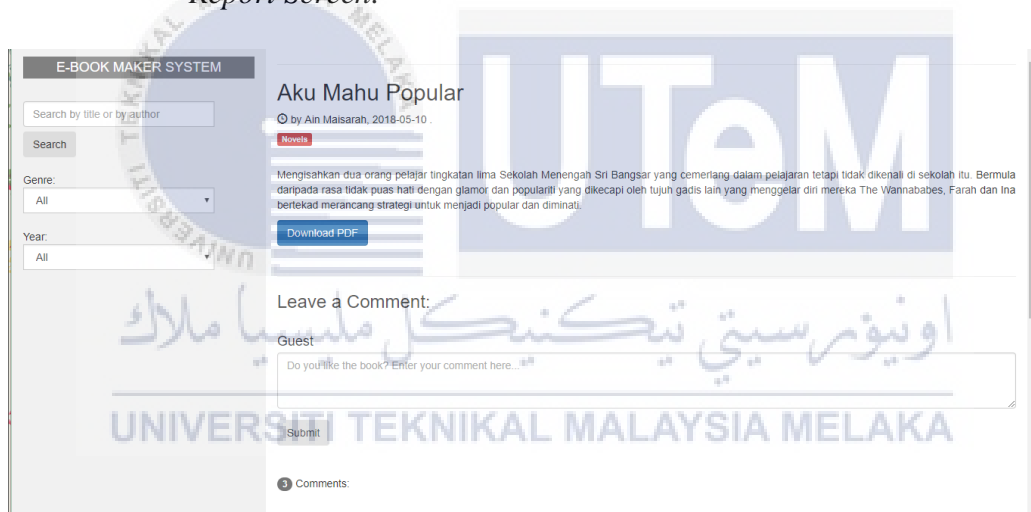 Report Screen.
E-BOOK MAKER SYSTEM
Search by title or by author
Search
Genre:
All
Year:
All
Aku Mahu Popular
by Ain Maisarah, 2018-05-10 .
Novels
Mengisahkan dua orang pelajar tingkatan lima Sekolah Menengah Sri Bangsar yang cemerlang dalam pelajaran tetapi tidak dikenali di sekolah itu. Bermula
daripada rasa tidak puas hati dengan glamor dan populariti yang dikecapi oleh tujuh gadis lain yang menggelar diri mereka The Wannababes, Farah dan Ina
bertekad merancang strategi untuk menjadi popular dan diminati.
Download PDF
Leave a Comment:
Guest
Do you like the book? Enter your comment here...
Submit
3 Comments:
UTeM
اونيۏرسيتي تيکنيکل مليسيا ملاك
UNIVERSITI TEKNIKAL MALAYSIA MELAKA